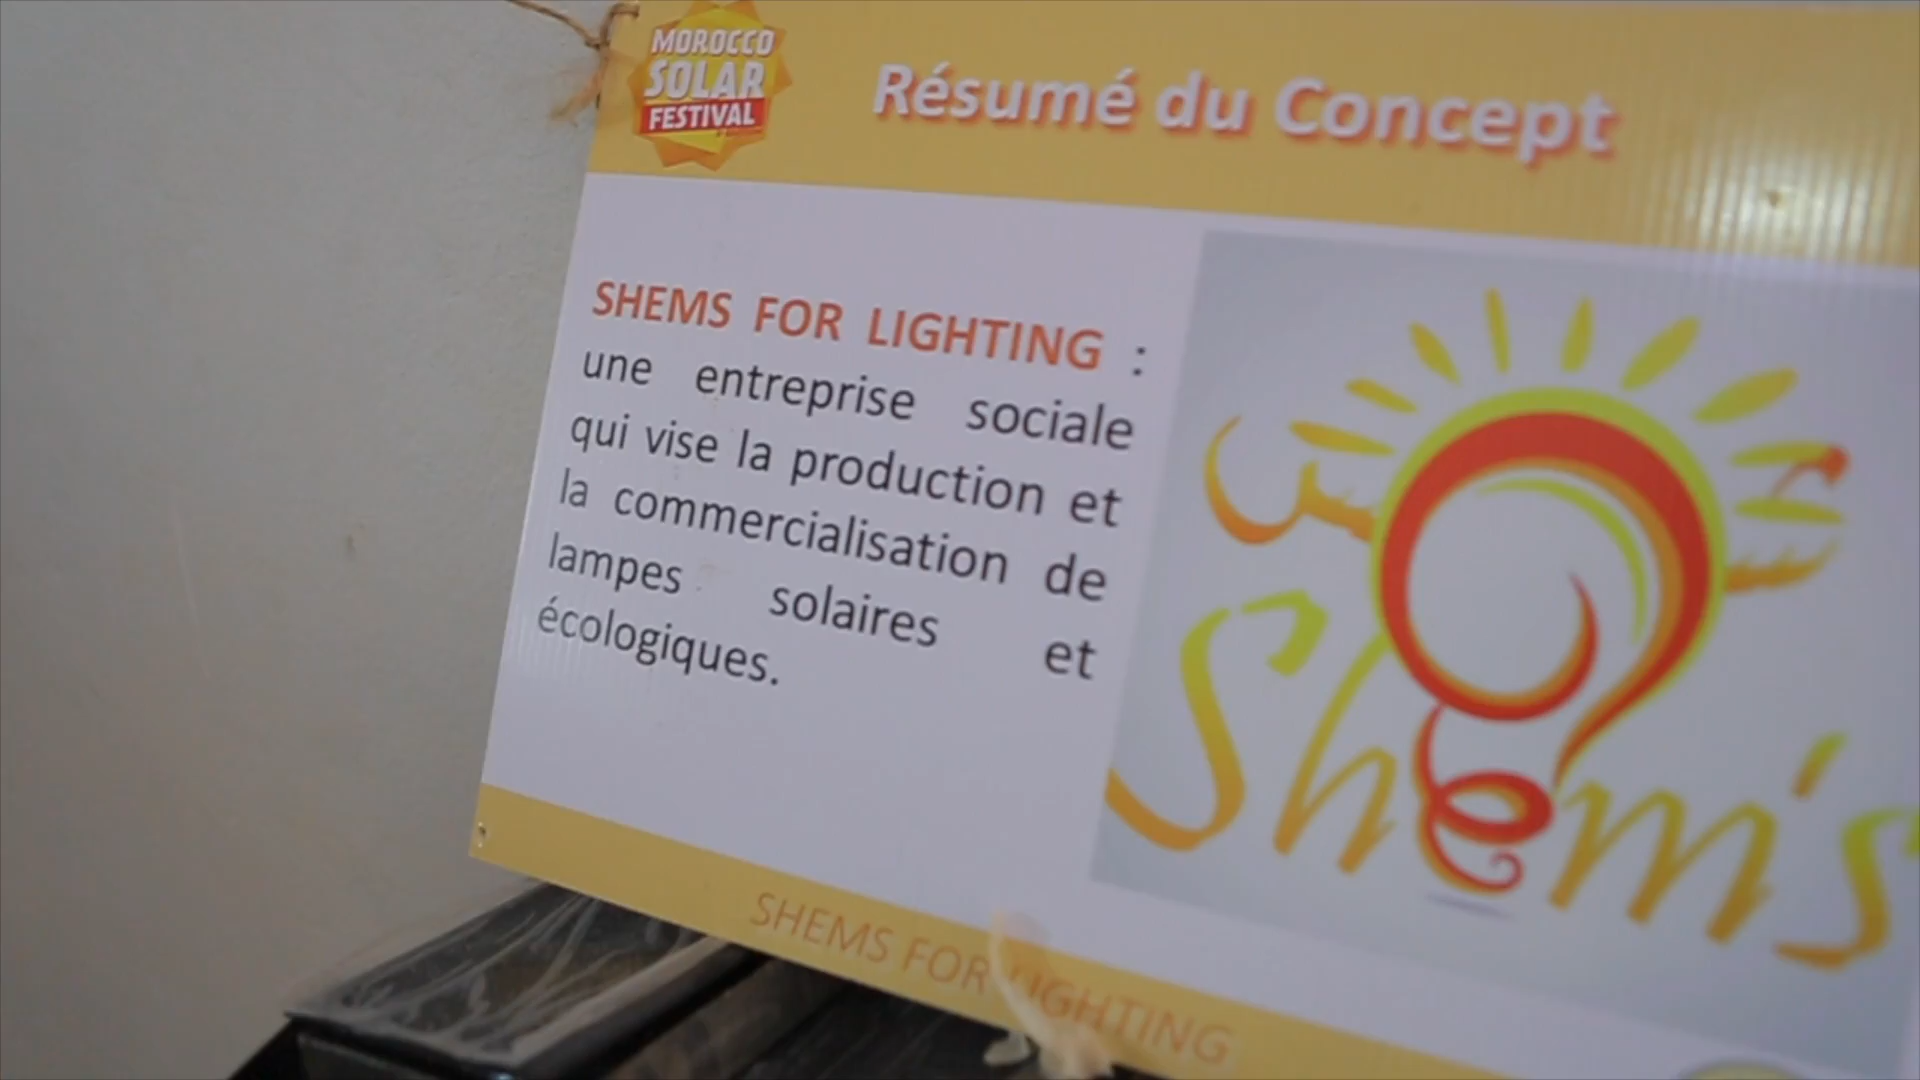 MOROCCO
SOLAR
FESTIVAL
Résumé du Concept
SHEMS FOR LIGHTING :
une entreprise sociale
qui vise la production et
la commercialisation de
lampes solaires et
écologiques.
Shem's
SHEMS FOR LIGHTING